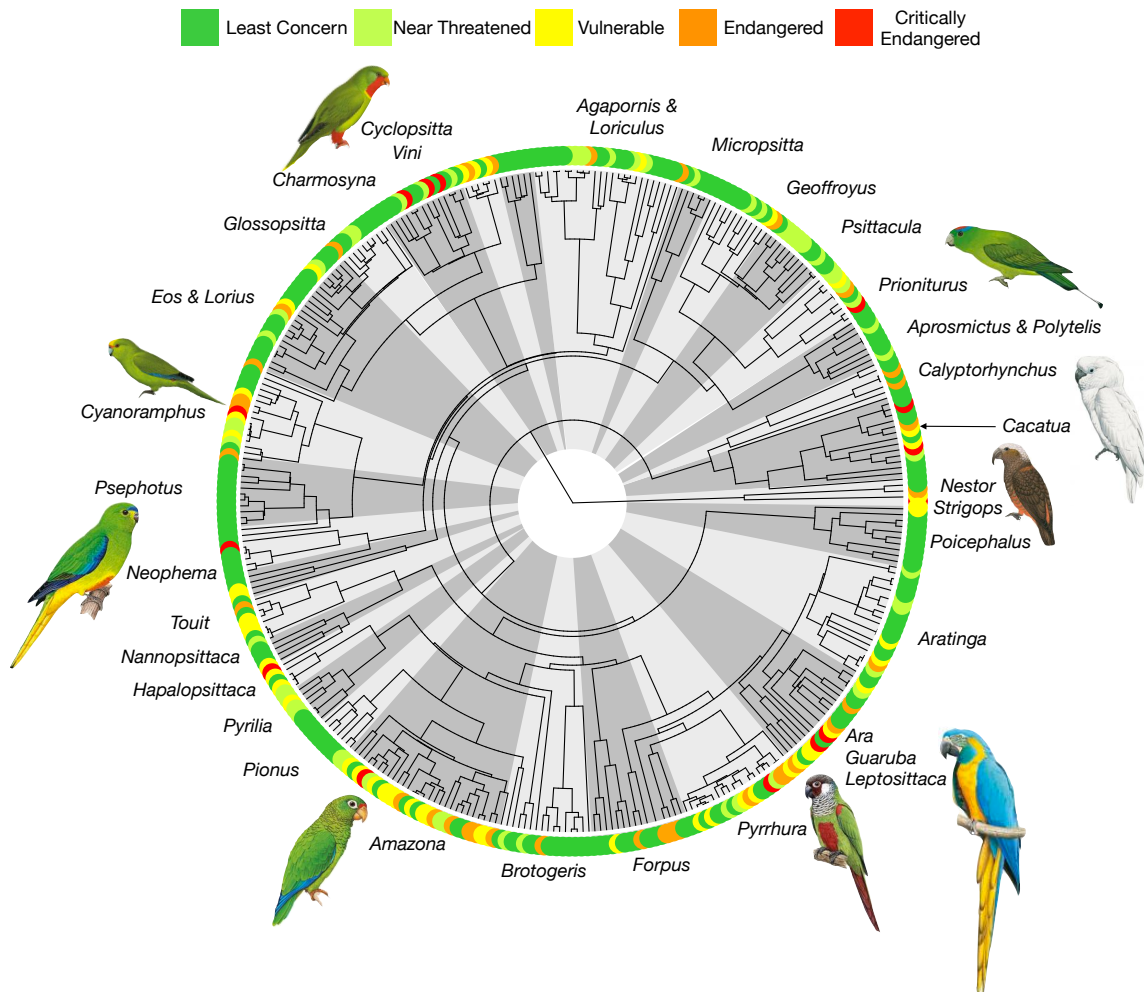 Least Concern
Near Threatened
Vulnerable
Endangered
Critically
Endangered
Agapornis &
Loriculus
Cyclopsitta
Vini
Micropsitta
Charmosyna
Geoffroyus
Glossopsitta
Psittacula
Prioniturus
Eos & Lorius
Aprosmictus & Polytelis
Calyptorhynchus
Cyanoramphus
Cacatua
Psephotus
Nestor
Strigops
Poicephalus
Neophema
Touit
Aratinga
Nannopsittaca
Hapalopsittaca
Pyrilia
Ara
Guaruba
Leptosittaca
Pionus
Pyrrhura
Amazona
Forpus
Brotogeris